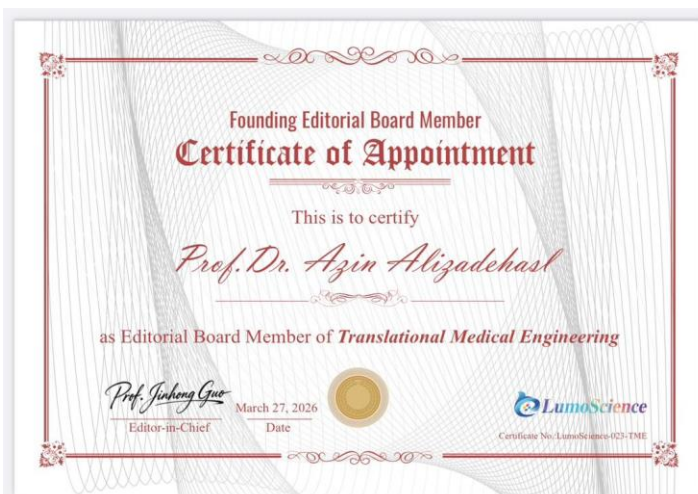 Founding Editorial Board Member
Certificate of Appointment
This is to certify
Prof. Dr. Azin Alizadehasl
as Editorial Board Member of Translational Medical Engineering
Prof. Jinhong Guo
Editor-in-Chief
March 27, 2026
Date
LumoScience
Certificate No. LumoScience-023-TME